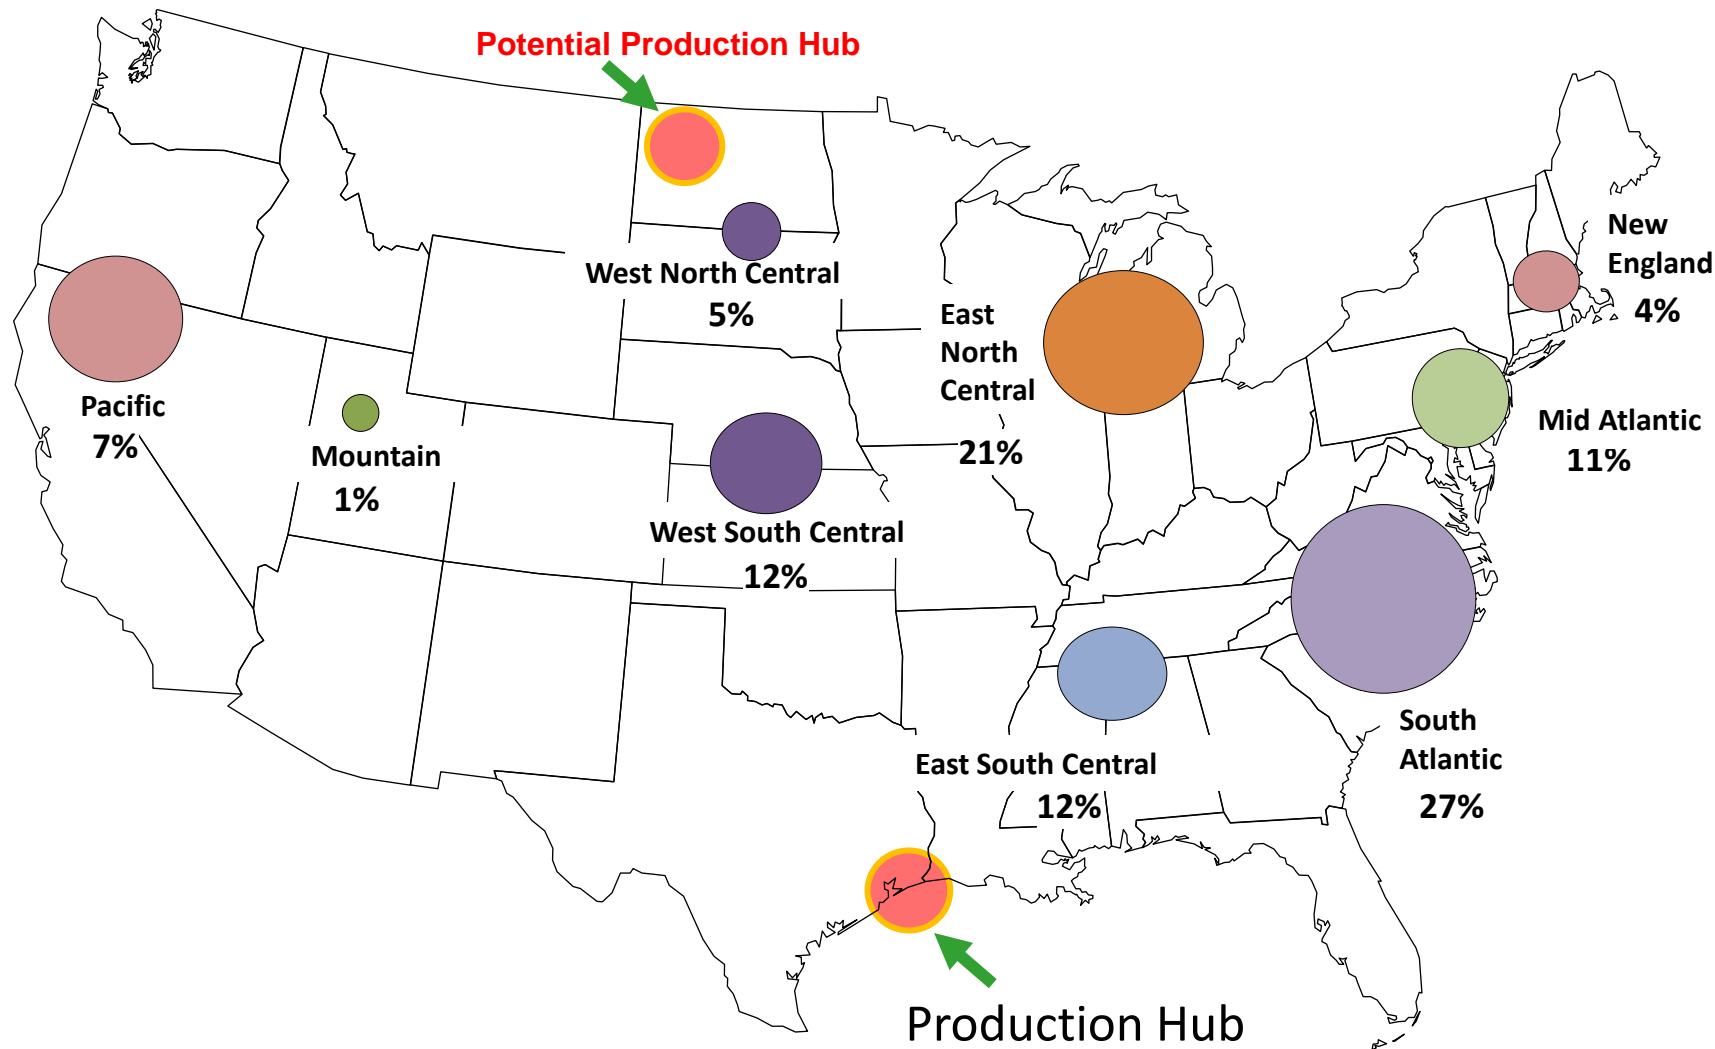 Potential Production Hub
West North Central
5%
New
England
4%
East
North
Central
21%
Pacific
7%
Mountain
1%
Mid Atlantic
11%
West South Central
12%
South
Atlantic
27%
East South Central
12%
Production Hub